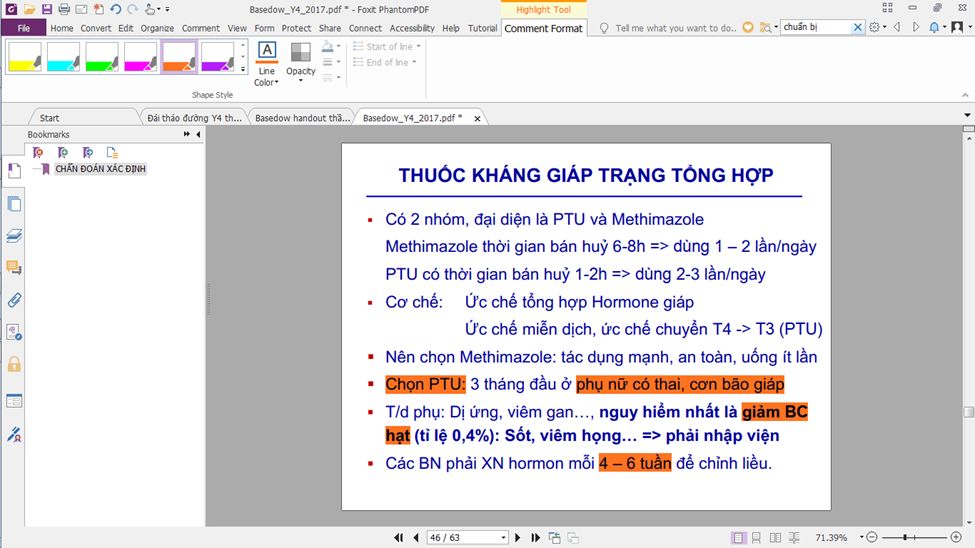 Basedow_Y4_2017.pdf * - Foxit PhantomPDF
Highlight Tool
File Home Convert Edit Organize Comment View Form Protect Share Connect Accessibility Help Tutorial Comment Format Tell me what you want to do.. chuẩn bị
Line Color
Opacity
Start of line
End of line
Shape Style
Start
Đái tháo đường Y4 th...
Basedow handout thầ...
Basedow_Y4_2017.pdf *
Bookmarks
CHẨN ĐOÁN XÁC ĐỊNH
THUỐC KHÁNG GIÁP TRẠNG TỔNG HỢP
▪ Có 2 nhóm, đại diện là PTU và Methimazole
Methimazole thời gian bán huỷ 6-8h => dùng 1 – 2 lần/ngày
PTU có thời gian bán huỷ 1-2h => dùng 2-3 lần/ngày
▪ Cơ chế: Ức chế tổng hợp Hormone giáp
Ức chế miễn dịch, ức chế chuyển T4 -> T3 (PTU)
▪ Nên chọn Methimazole: tác dụng mạnh, an toàn, uống ít lần
▪ Chọn PTU: 3 tháng đầu ở phụ nữ có thai, cơn bão giáp
▪ T/d phụ: Dị ứng, viêm gan…, nguy hiểm nhất là giảm BC
hạt (tỉ lệ 0,4%): Sốt, viêm họng… => phải nhập viện
▪ Các BN phải XN hormon mỗi 4 – 6 tuần để chỉnh liều.
46 / 63
71.39%